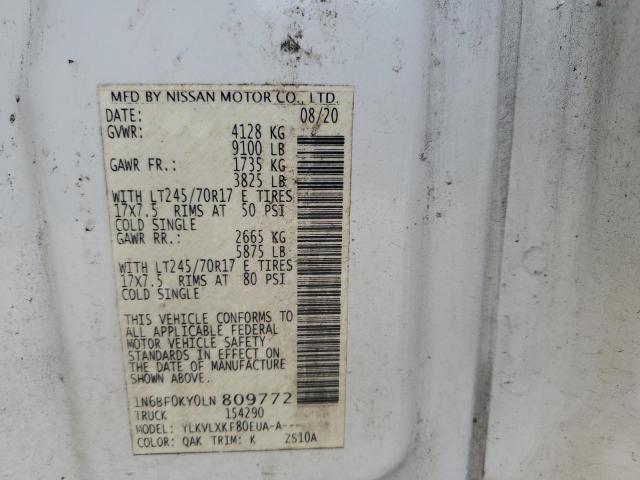 MFD BY NISSAN MOTOR CO., LTD.
DATE: 08/20
GVWR: 4128 KG
9100 LB
GAWR FR.: 1735 KG
3825 LB
WITH LT245/70R17 E TIRES
17X7.5 RIMS AT 50 PSI
COLD SINGLE
GAWR RR.: 2665 KG
5875 LB
WITH LT245/70R17 E TIRES
17X7.5 RIMS AT 80 PSI
COLD SINGLE
THIS VEHICLE CONFORMS TO
ALL APPLICABLE FEDERAL
MOTOR VEHICLE SAFETY
STANDARDS IN EFFECT ON
THE DATE OF MANUFACTURE
SHOWN ABOVE.
1N6BF0KY0LN 809772
TRUCK 154290
MODEL: YLKVLXKF80EUA-A---
COLOR: QAK TRIM: K ZS10A